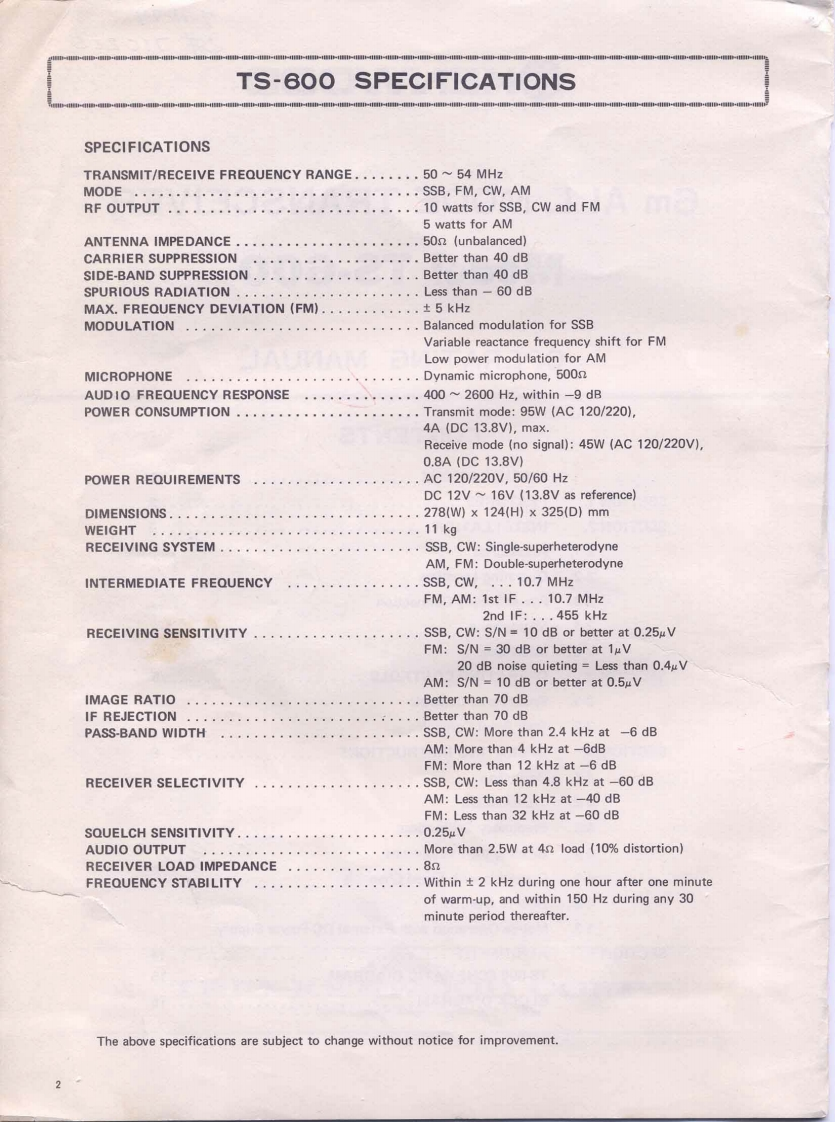 TS-600 SPECIFICATIONS
SPECIFICATIONS
TRANSMIT/RECEIVE FREQUENCY RANGE........ 50 ~ 54 MHz
MODE ............................ SSB, FM, CW, AM
RF OUTPUT ......................... 10 watts for SSB, CW and FM
5 watts for AM
ANTENNA IMPEDANCE ...................... 50Ω (unbalanced)
CARRIER SUPPRESSION .................. Better than 40 dB
SIDE-BAND SUPPRESSION .................... Better than 40 dB
SPURIOUS RADIATION ...................... Less than − 60 dB
MAX. FREQUENCY DEVIATION (FM)............ ± 5 kHz
MODULATION ............................ Balanced modulation for SSB
Variable reactance frequency shift for FM
Low power modulation for AM
MICROPHONE ............................ Dynamic microphone, 500Ω
AUDIO FREQUENCY RESPONSE .............. 400 ~ 2600 Hz, within −9 dB
POWER CONSUMPTION ...................... Transmit mode: 95W (AC 120/220),
4A (DC 13.8V), max.
Receive mode (no signal): 45W (AC 120/220V),
0.8A (DC 13.8V)
POWER REQUIREMENTS .................... AC 120/220V, 50/60 Hz
DC 12V ~ 16V (13.8V as reference)
DIMENSIONS.............................. 278(W) x 124(H) x 325(D) mm
WEIGHT ................................ 11 kg
RECEIVING SYSTEM ........................ SSB, CW: Single-superheterodyne
AM, FM: Double-superheterodyne
INTERMEDIATE FREQUENCY ................ SSB, CW, ... 10.7 MHz
FM, AM: 1st IF ... 10.7 MHz
2nd IF: ... 455 kHz
RECEIVING SENSITIVITY .................... SSB, CW: S/N = 10 dB or better at 0.25μV
FM: S/N = 30 dB or better at 1μV
20 dB noise quieting = Less than 0.4μV
AM: S/N = 10 dB or better at 0.5μV
IMAGE RATIO ............................ Better than 70 dB
IF REJECTION ............................ Better than 70 dB
PASS-BAND WIDTH ........................ SSB, CW: More than 2.4 kHz at −6 dB
AM: More than 4 kHz at −6dB
FM: More than 12 kHz at −6 dB
RECEIVER SELECTIVITY .................... SSB, CW: Less than 4.8 kHz at −60 dB
AM: Less than 12 kHz at −40 dB
FM: Less than 32 kHz at −60 dB
SQUELCH SENSITIVITY...................... 0.25μV
AUDIO OUTPUT .......................... More than 2.5W at 4Ω load (10% distortion)
RECEIVER LOAD IMPEDANCE ................ 8Ω
FREQUENCY STABILITY .................... Within ± 2 kHz during one hour after one minute
of warm-up, and within 150 Hz during any 30
minute period thereafter.
The above specifications are subject to change without notice for improvement.
2